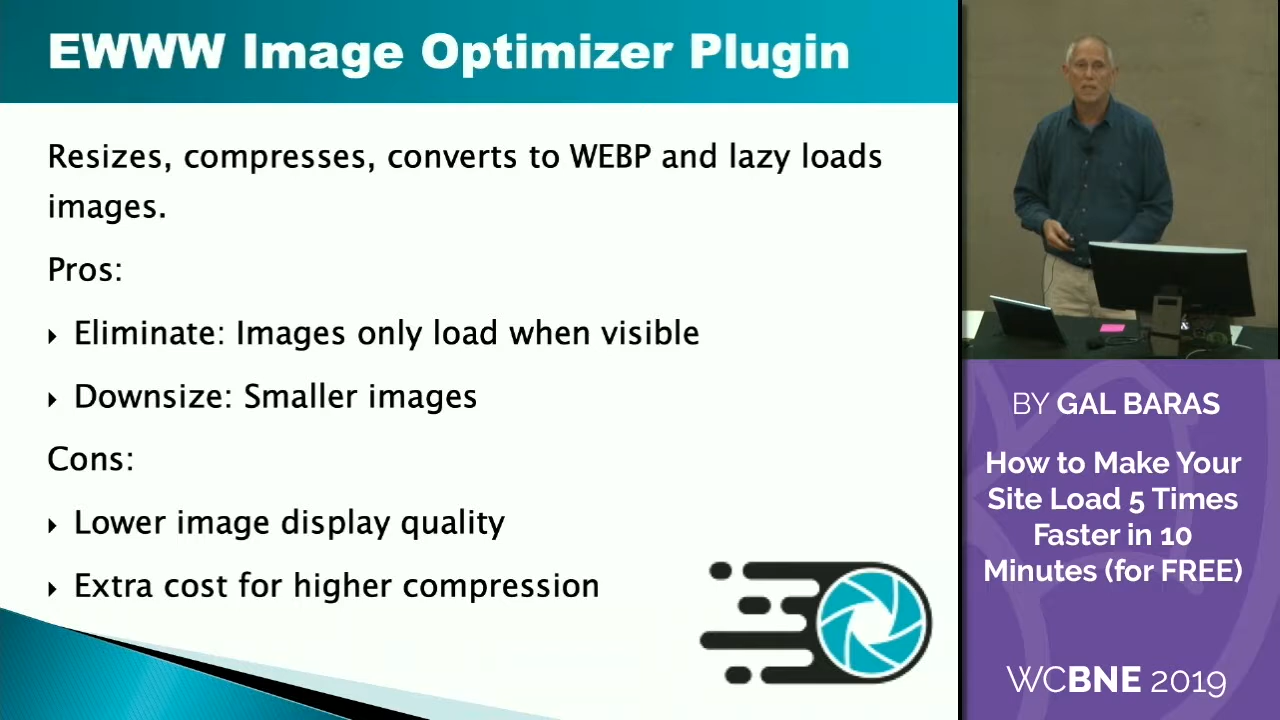 EWWW Image Optimizer Plugin
Resizes, compresses, converts to WEBP and lazy loads
images.
Pros:
Eliminate: Images only load when visible
Downsize: Smaller images
Cons:
Lower image display quality
Extra cost for higher compression
BY GAL BARAS
How to Make Your
Site Load 5 Times
Faster in 10
Minutes (for FREE)
WCBNE 2019